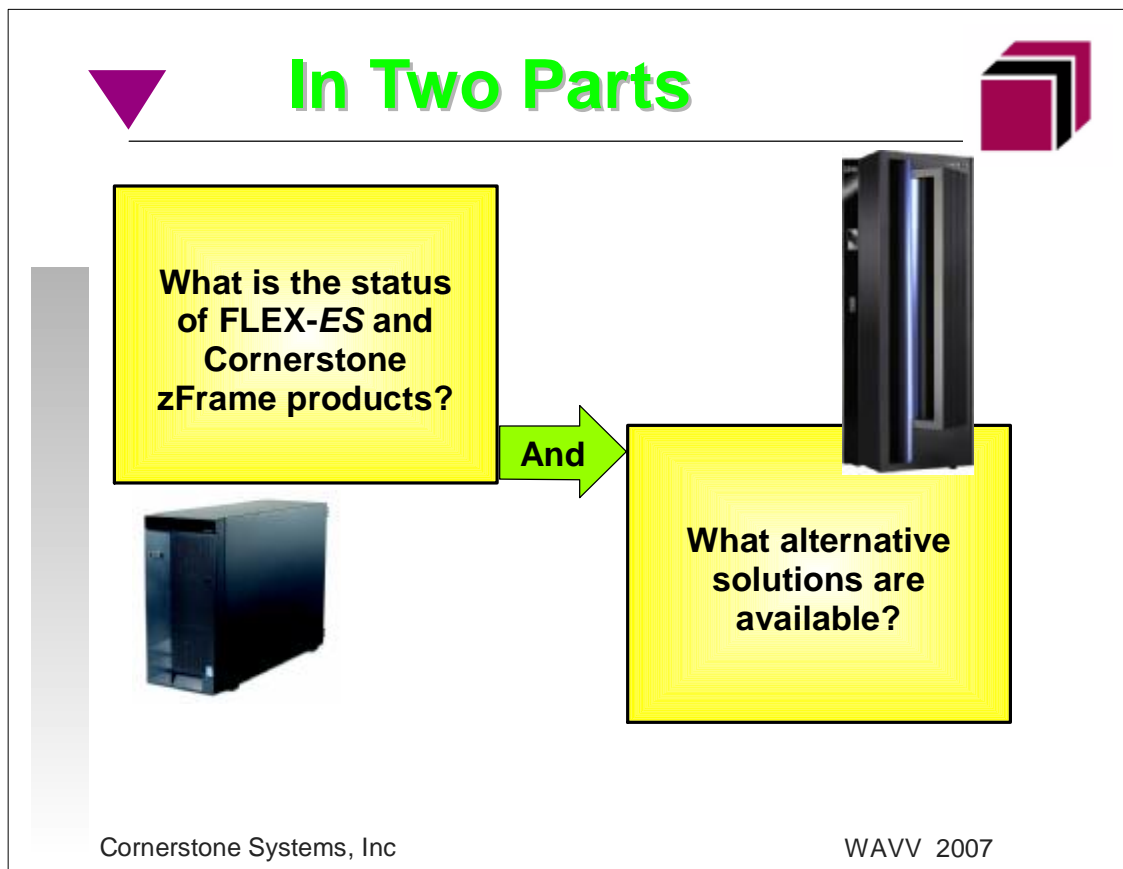 In Two Parts
What is the status
of FLEX-ES and
Cornerstone
zFrame products?
And
What alternative
solutions are
available?
Cornerstone Systems, Inc
WAVV 2007